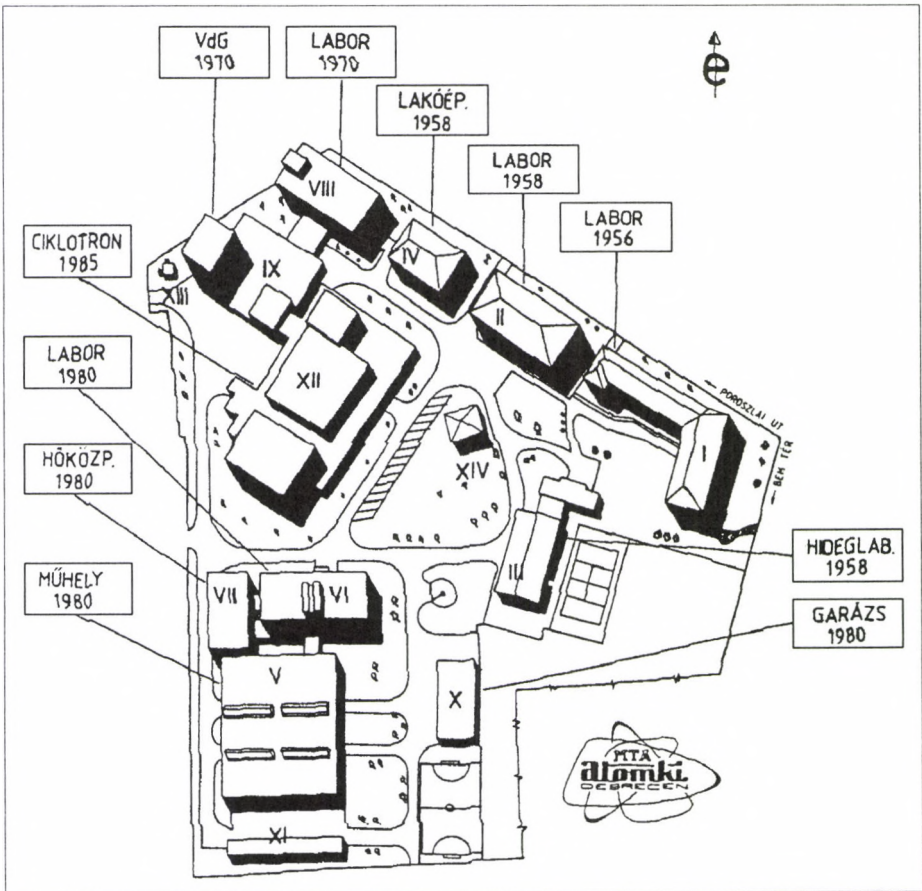 VdG
1970
LABOR
1970
LAKÓÉP.
1958
LABOR
1958
LABOR
1956
CIKLOTRON
1985
LABOR
1980
HŐKÖZP.
1980
MŰHELY
1980
HIDEGLAB.
1958
GARÁZS
1980
é
VIII
IV
IX
II
XIII
XII
POROSZLAI UT
BEM TÉR
I
XIV
III
VII
VI
V
X
XI
MTA
atomki
DEBRECEN